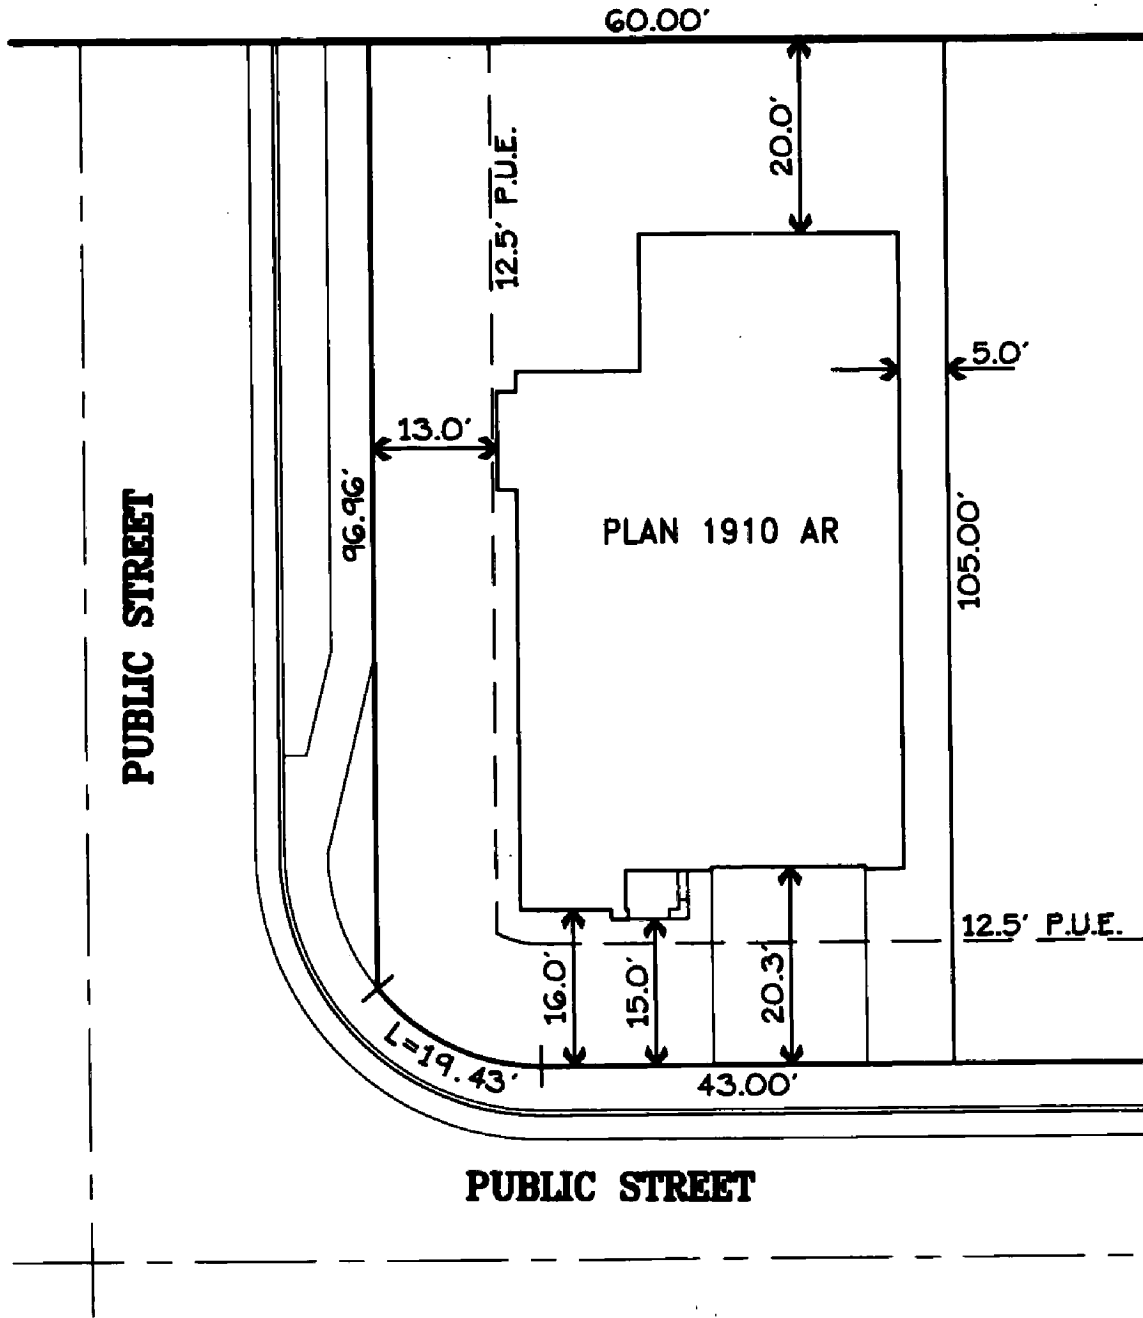 60.00'
20.0'
12.5' P.U.E.
5.0'
13.0'
96.96'
PLAN 1910 AR
105.00'
PUBLIC STREET
12.5' P.U.E.
16.0'
15.0'
20.3'
L=19.43'
43.00'
PUBLIC STREET